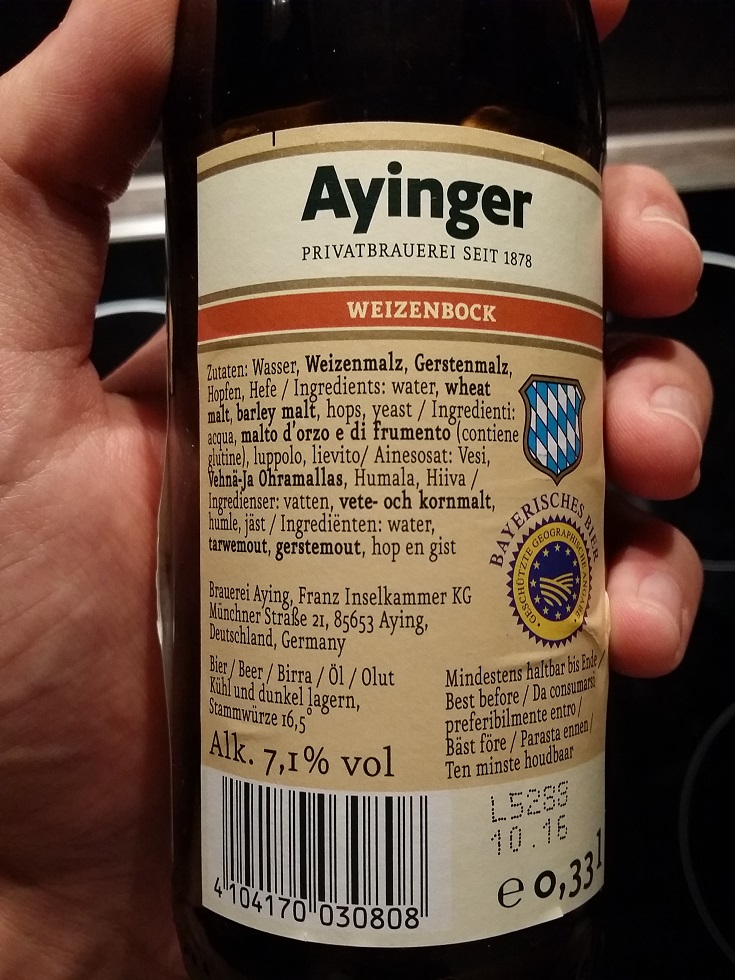 Ayinger
PRIVATBRAUEREI SEIT 1878
WEIZENBOCK
Zutaten: Wasser, Weizenmalz, Gerstenmalz,
Hopfen, Hefe / Ingredients: water, wheat
malt, barley malt, hops, yeast / Ingredienti:
acqua, malto d'orzo e di frumento (contiene
glutine), luppolo, lievito/ Ainesosat: Vesi,
Vehnä-Ja Ohramallas, Humala, Hiiva /
Ingredienser: vatten, vete- och kornmalt,
humle, jäst / Ingrediënten: water,
tarwemout, gerstemout, hop en gist
BAYERISCHES BIER
GESCHÜTZTE GEOGRAPHISCHE ANGABE
Brauerei Aying, Franz Inselkammer KG
Münchner Straße 21, 85653 Aying,
Deutschland, Germany
Bier / Beer / Birra / Öl / Olut
Kühl und dunkel lagern,
Stammwürze 16,5°
Alk. 7,1% vol
Mindestens haltbar bis Ende /
Best before / Da consumarsi
preferibilmente entro /
Bäst före / Parasta ennen /
Ten minste houdbaar
L5288
10.16
e 0,33 l
4 104170 030808